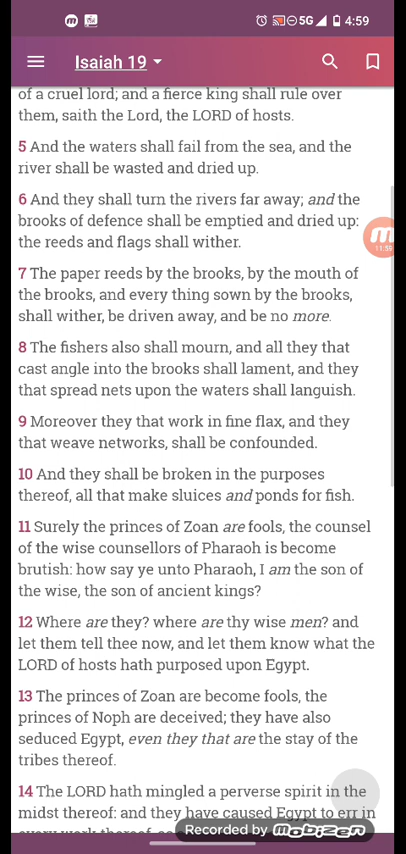 5G 4:59
Isaiah 19
of a cruel lord; and a fierce king shall rule over
them, saith the Lord, the LORD of hosts.
5 And the waters shall fail from the sea, and the
river shall be wasted and dried up.
6 And they shall turn the rivers far away; and the
brooks of defence shall be emptied and dried up:
the reeds and flags shall wither.
11:59
7 The paper reeds by the brooks, by the mouth of
the brooks, and every thing sown by the brooks,
shall wither, be driven away, and be no more.
8 The fishers also shall mourn, and all they that
cast angle into the brooks shall lament, and they
that spread nets upon the waters shall languish.
9 Moreover they that work in fine flax, and they
that weave networks, shall be confounded.
10 And they shall be broken in the purposes
thereof, all that make sluices and ponds for fish.
11 Surely the princes of Zoan are fools, the counsel
of the wise counsellors of Pharaoh is become
brutish: how say ye unto Pharaoh, I am the son of
the wise, the son of ancient kings?
12 Where are they? where are thy wise men? and
let them tell thee now, and let them know what the
LORD of hosts hath purposed upon Egypt.
13 The princes of Zoan are become fools, the
princes of Noph are deceived; they have also
seduced Egypt, even they that are the stay of the
tribes thereof.
14 The LORD hath mingled a perverse spirit in the
midst thereof: and they have caused Egypt to err in
every work thereof, as
Recorded by mobizen